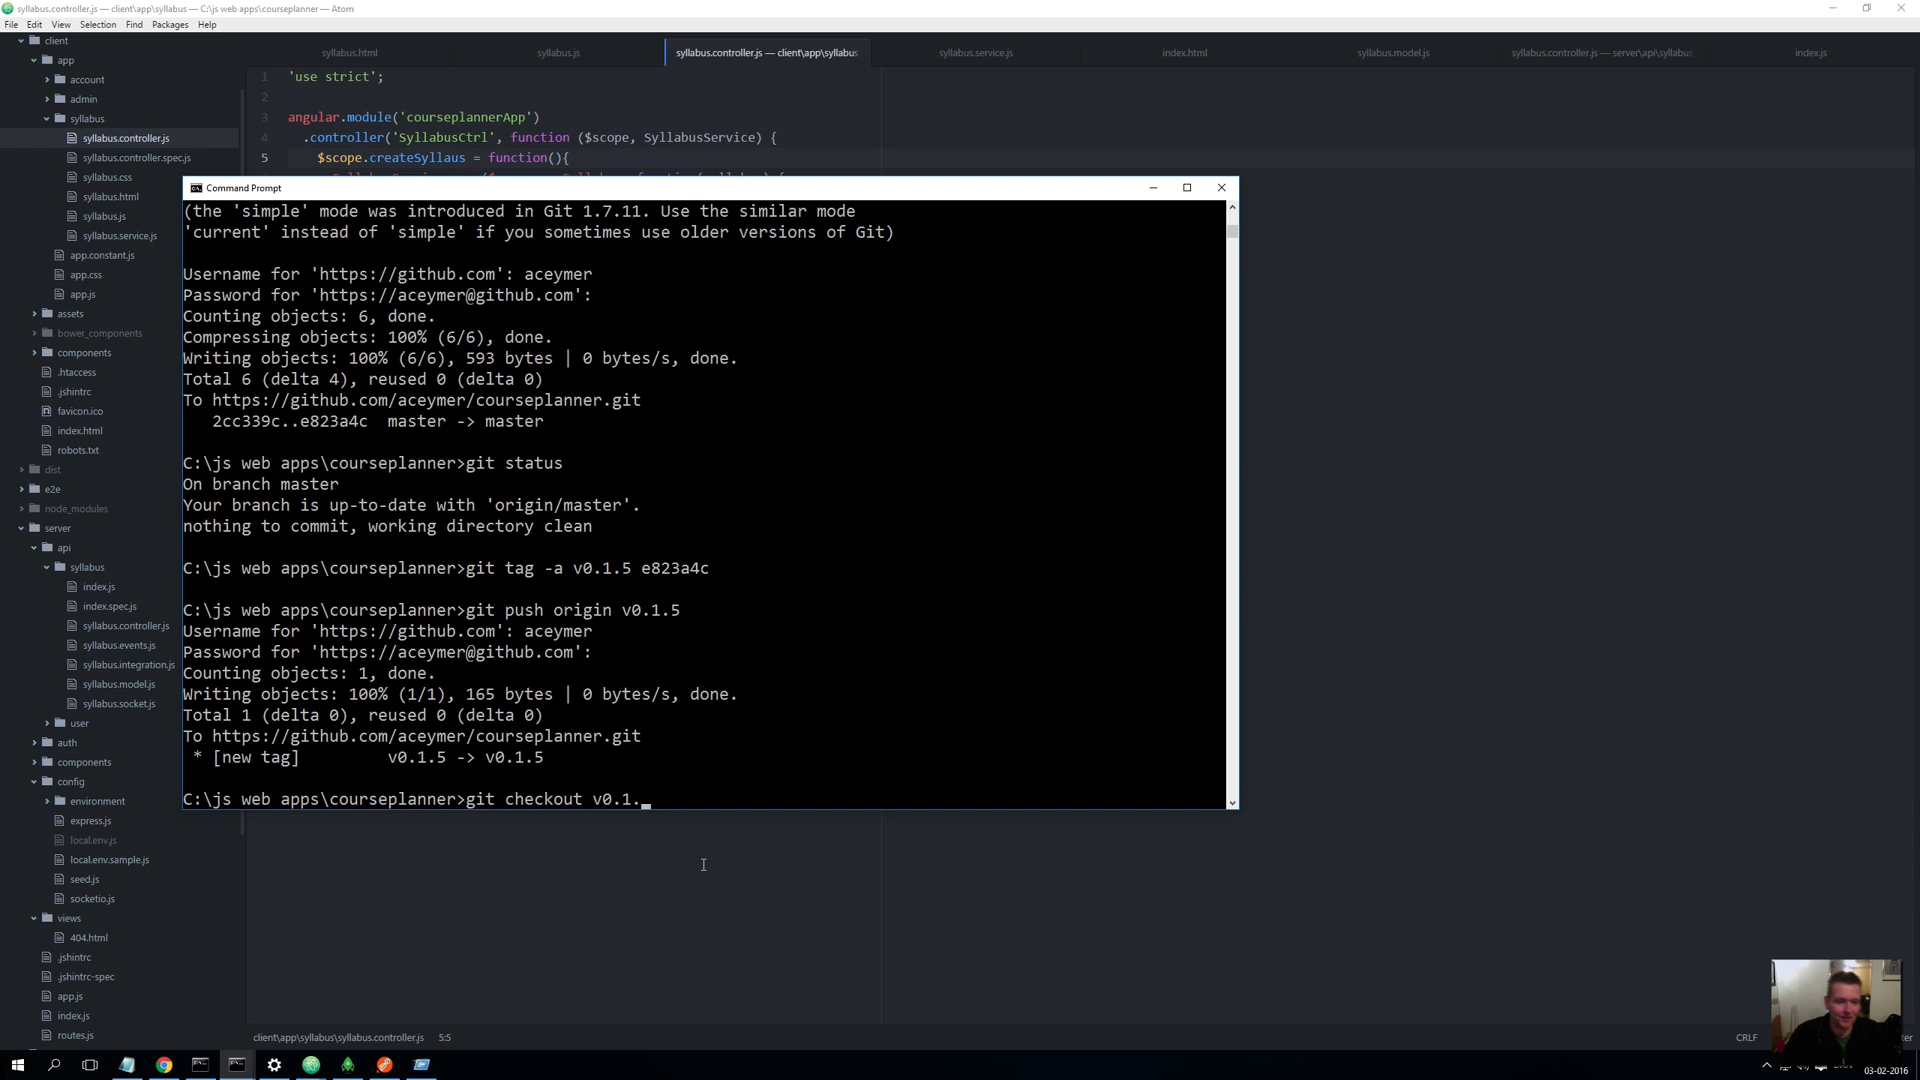 syllabus.controller.js — client\app\syllabus — C:\js web apps\courseplanner — Atom
File Edit View Selection Find Packages Help
client
app
account
admin
syllabus
syllabus.controller.js
syllabus.controller.spec.js
syllabus.css
syllabus.html
syllabus.js
syllabus.service.js
app.constant.js
app.css
app.js
assets
bower_components
components
.htaccess
.jshintrc
favicon.ico
index.html
robots.txt
dist
e2e
node_modules
server
api
syllabus
index.js
index.spec.js
syllabus.controller.js
syllabus.events.js
syllabus.integration.js
syllabus.model.js
syllabus.socket.js
user
auth
components
config
environment
express.js
local.env.js
local.env.sample.js
seed.js
socketio.js
views
404.html
.jshintrc
.jshintrc-spec
app.js
index.js
routes.js
syllabus.html syllabus.js syllabus.controller.js — client\app\syllabus syllabus.service.js index.html syllabus.model.js syllabus.controller.js — server\api\syllabus index.js
1 'use strict';
2
3 angular.module('courseplannerApp')
4 .controller('SyllabusCtrl', function ($scope, SyllabusService) {
5 $scope.createSyllaus = function(){
Command Prompt
(the 'simple' mode was introduced in Git 1.7.11. Use the similar mode
'current' instead of 'simple' if you sometimes use older versions of Git)
Username for 'https://github.com': aceymer
Password for 'https://aceymer@github.com':
Counting objects: 6, done.
Compressing objects: 100% (6/6), done.
Writing objects: 100% (6/6), 593 bytes | 0 bytes/s, done.
Total 6 (delta 4), reused 0 (delta 0)
To https://github.com/aceymer/courseplanner.git
2cc339c..e823a4c master -> master
C:\js web apps\courseplanner>git status
On branch master
Your branch is up-to-date with 'origin/master'.
nothing to commit, working directory clean
C:\js web apps\courseplanner>git tag -a v0.1.5 e823a4c
C:\js web apps\courseplanner>git push origin v0.1.5
Username for 'https://github.com': aceymer
Password for 'https://aceymer@github.com':
Counting objects: 1, done.
Writing objects: 100% (1/1), 165 bytes | 0 bytes/s, done.
Total 1 (delta 0), reused 0 (delta 0)
To https://github.com/aceymer/courseplanner.git
* [new tag] v0.1.5 -> v0.1.5
C:\js web apps\courseplanner>git checkout v0.1._
client\app\syllabus\syllabus.controller.js 5:5
CRLF
03-02-2016